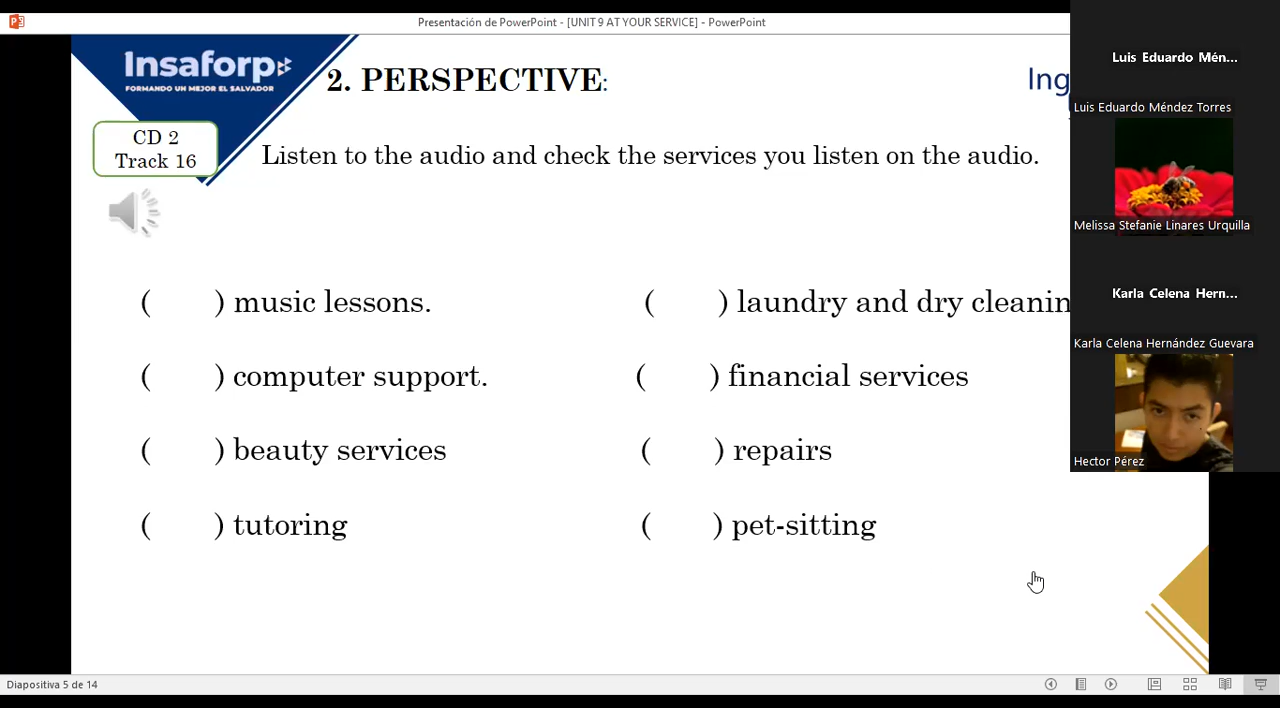 Presentación de PowerPoint - [UNIT 9 AT YOUR SERVICE] - PowerPoint
Insaforp
FORMANDO UN MEJOR EL SALVADOR
2. PERSPECTIVE:
Ing
CD 2
Track 16
Listen to the audio and check the services you listen on the audio.
( ) music lessons.
( ) laundry and dry cleanin
( ) computer support.
( ) financial services
( ) beauty services
( ) repairs
( ) tutoring
( ) pet-sitting
Luis Eduardo Mén...
Luis Eduardo Méndez Torres
Melissa Stefanie Linares Urquilla
Karla Celena Hern...
Karla Celena Hernández Guevara
Hector Pérez
Diapositiva 5 de 14